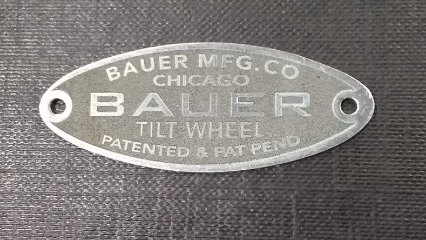 BAUER MFG. CO
CHICAGO
BAUER
TILT WHEEL
PATENTED & PAT PEND